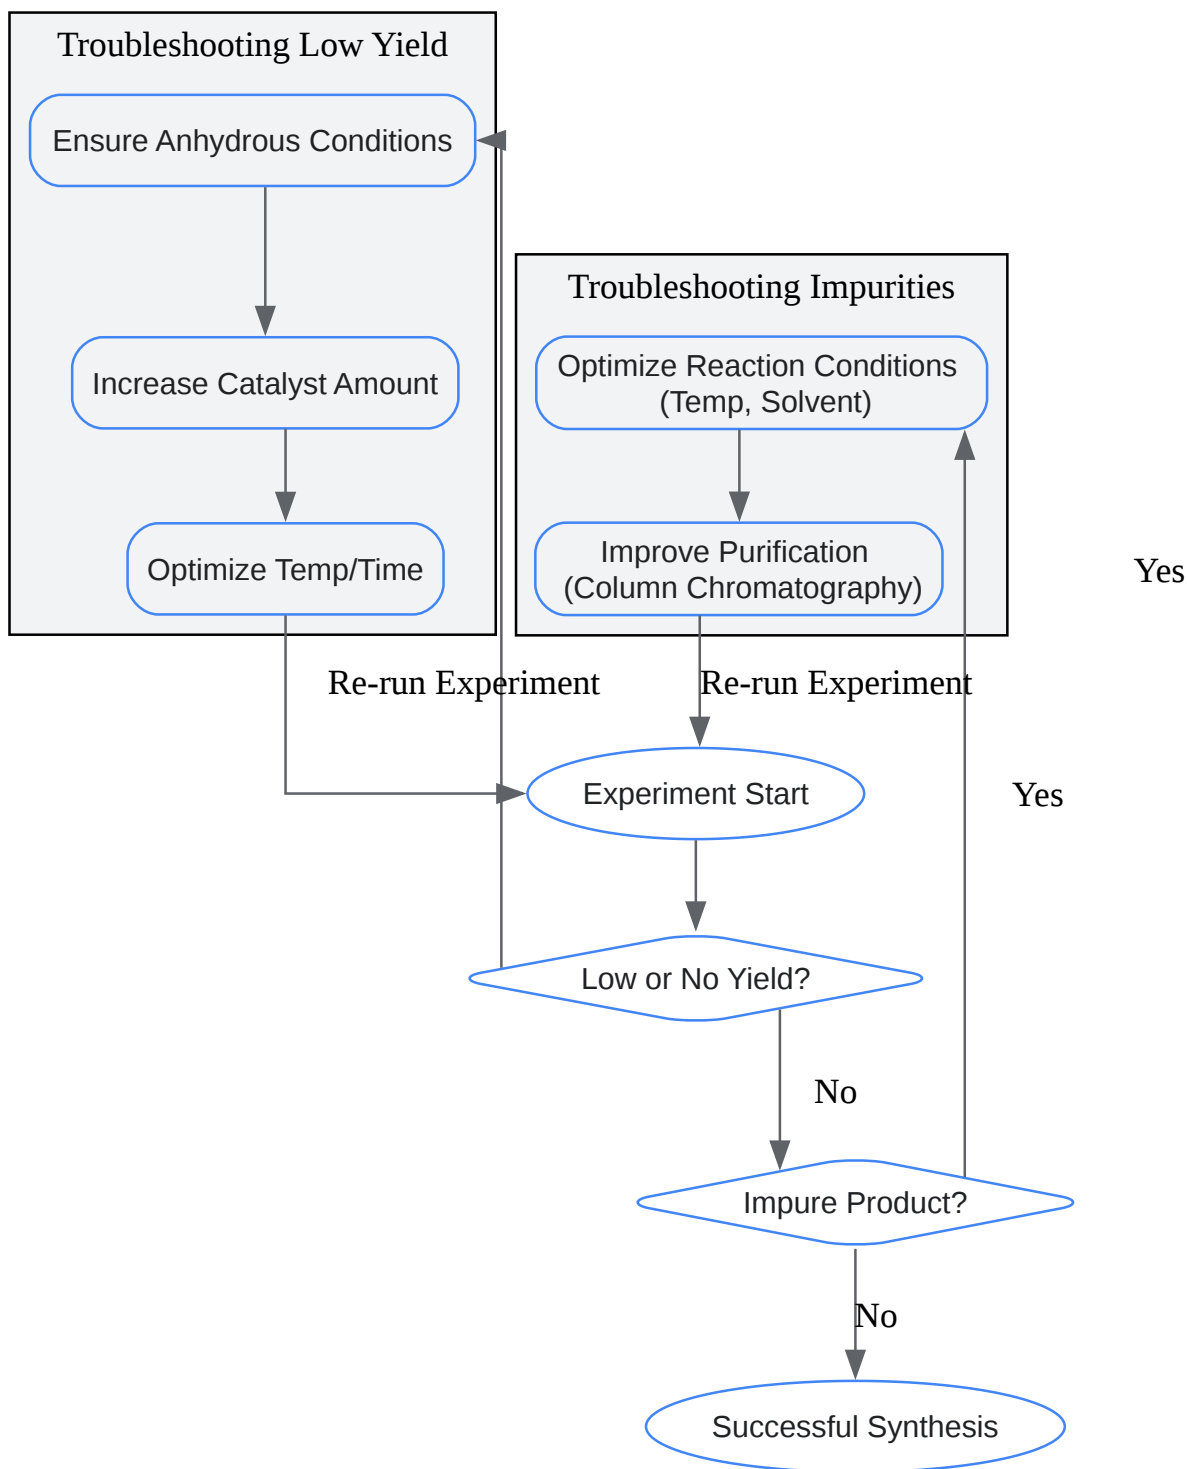 Troubleshooting Low Yield
Ensure Anhydrous Conditions
Increase Catalyst Amount
Optimize Temp/Time
Troubleshooting Impurities
Optimize Reaction Conditions
(Temp, Solvent)
Improve Purification
(Column Chromatography)
Yes
Re-run Experiment
Re-run Experiment
Experiment Start
Yes
Low or No Yield?
No
Impure Product?
No
Successful Synthesis